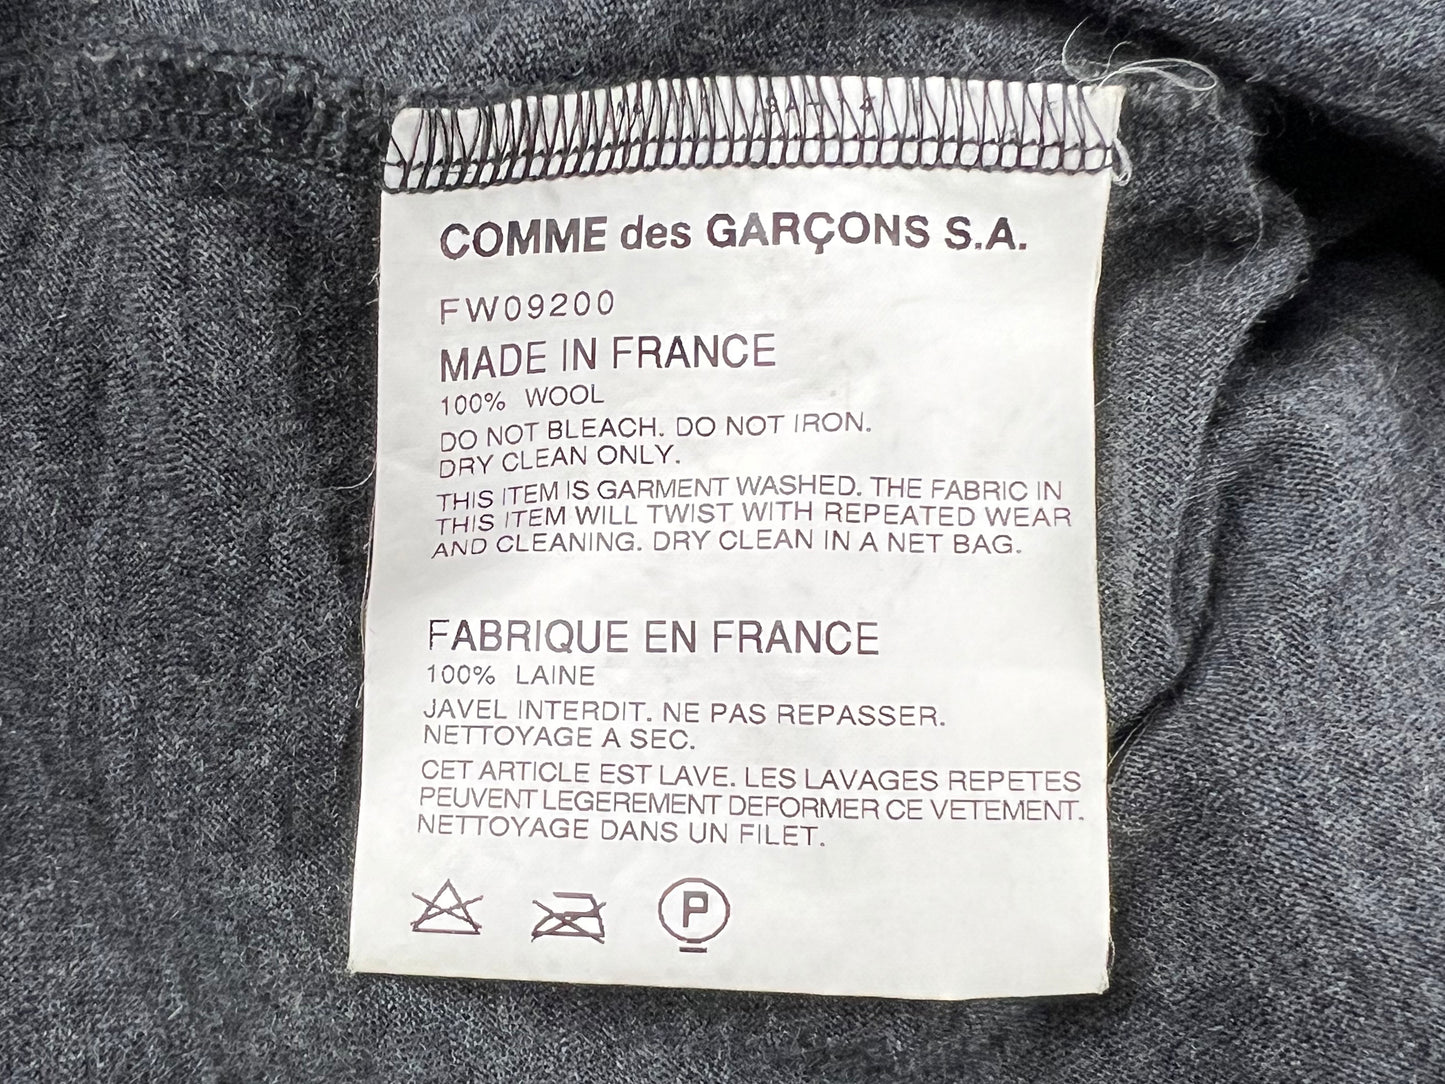 COMME des GARÇONS S.A.
FW09200
MADE IN FRANCE
100% WOOL
DO NOT BLEACH. DO NOT IRON.
DRY CLEAN ONLY.
THIS ITEM IS GARMENT WASHED. THE FABRIC IN
THIS ITEM WILL TWIST WITH REPEATED WEAR
AND CLEANING. DRY CLEAN IN A NET BAG.
FABRIQUE EN FRANCE
100% LAINE
JAVEL INTERDIT. NE PAS REPASSER.
NETTOYAGE A SEC.
CET ARTICLE EST LAVE. LES LAVAGES REPETES
PEUVENT LEGEREMENT DEFORMER CE VETEMENT.
NETTOYAGE DANS UN FILET.
P